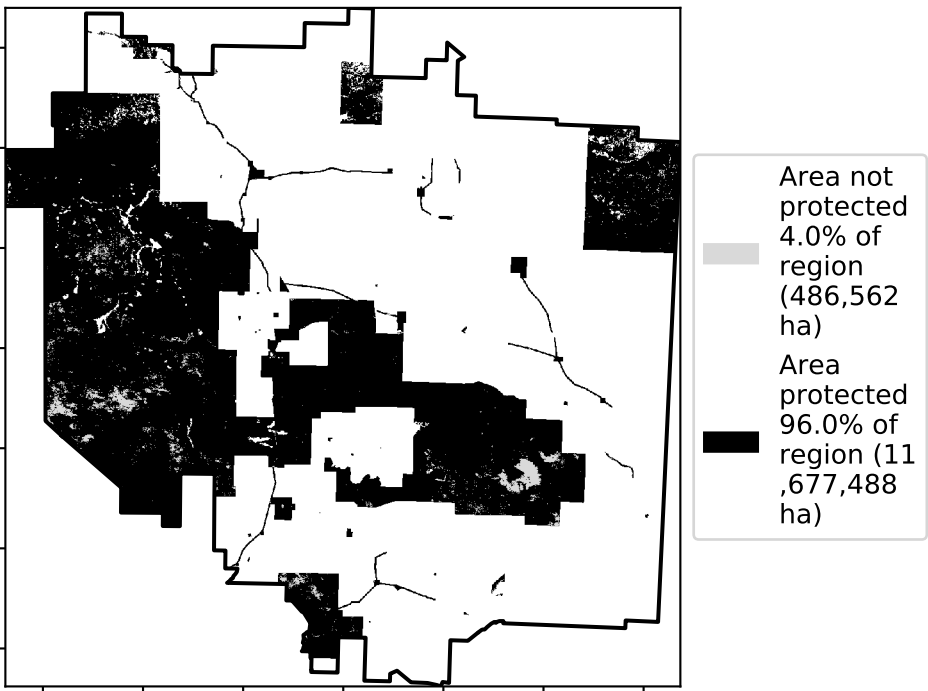 Area not
protected
4.0% of
region
(486,562
ha)
Area
protected
96.0% of
region (11
,677,488
ha)